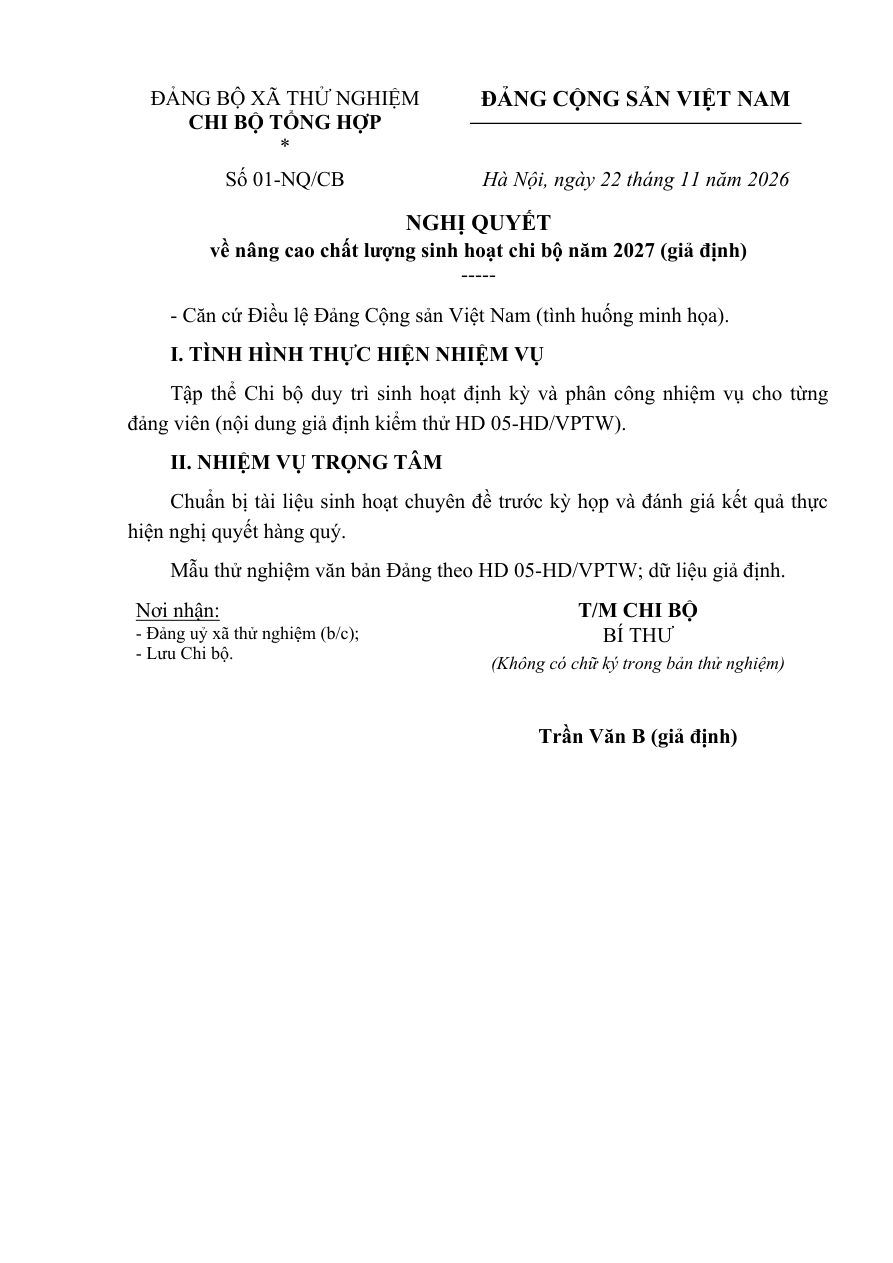 ĐẢNG BỘ XÃ THỬ NGHIỆM
CHI BỘ TỔNG HỢP
*
Số 01-NQ/CB
ĐẢNG CỘNG SẢN VIỆT NAM
Hà Nội, ngày 22 tháng 11 năm 2026
NGHỊ QUYẾT
về nâng cao chất lượng sinh hoạt chi bộ năm 2027 (giả định)
-----
- Căn cứ Điều lệ Đảng Cộng sản Việt Nam (tình huống minh họa).
I. TÌNH HÌNH THỰC HIỆN NHIỆM VỤ
Tập thể Chi bộ duy trì sinh hoạt định kỳ và phân công nhiệm vụ cho từng
đảng viên (nội dung giả định kiểm thử HD 05-HD/VPTW).
II. NHIỆM VỤ TRỌNG TÂM
Chuẩn bị tài liệu sinh hoạt chuyên đề trước kỳ họp và đánh giá kết quả thực
hiện nghị quyết hàng quý.
Mẫu thử nghiệm văn bản Đảng theo HD 05-HD/VPTW; dữ liệu giả định.
Nơi nhận:
- Đảng uỷ xã thử nghiệm (b/c);
- Lưu Chi bộ.
T/M CHI BỘ
BÍ THƯ
(Không có chữ ký trong bản thử nghiệm)
Trần Văn B (giả định)